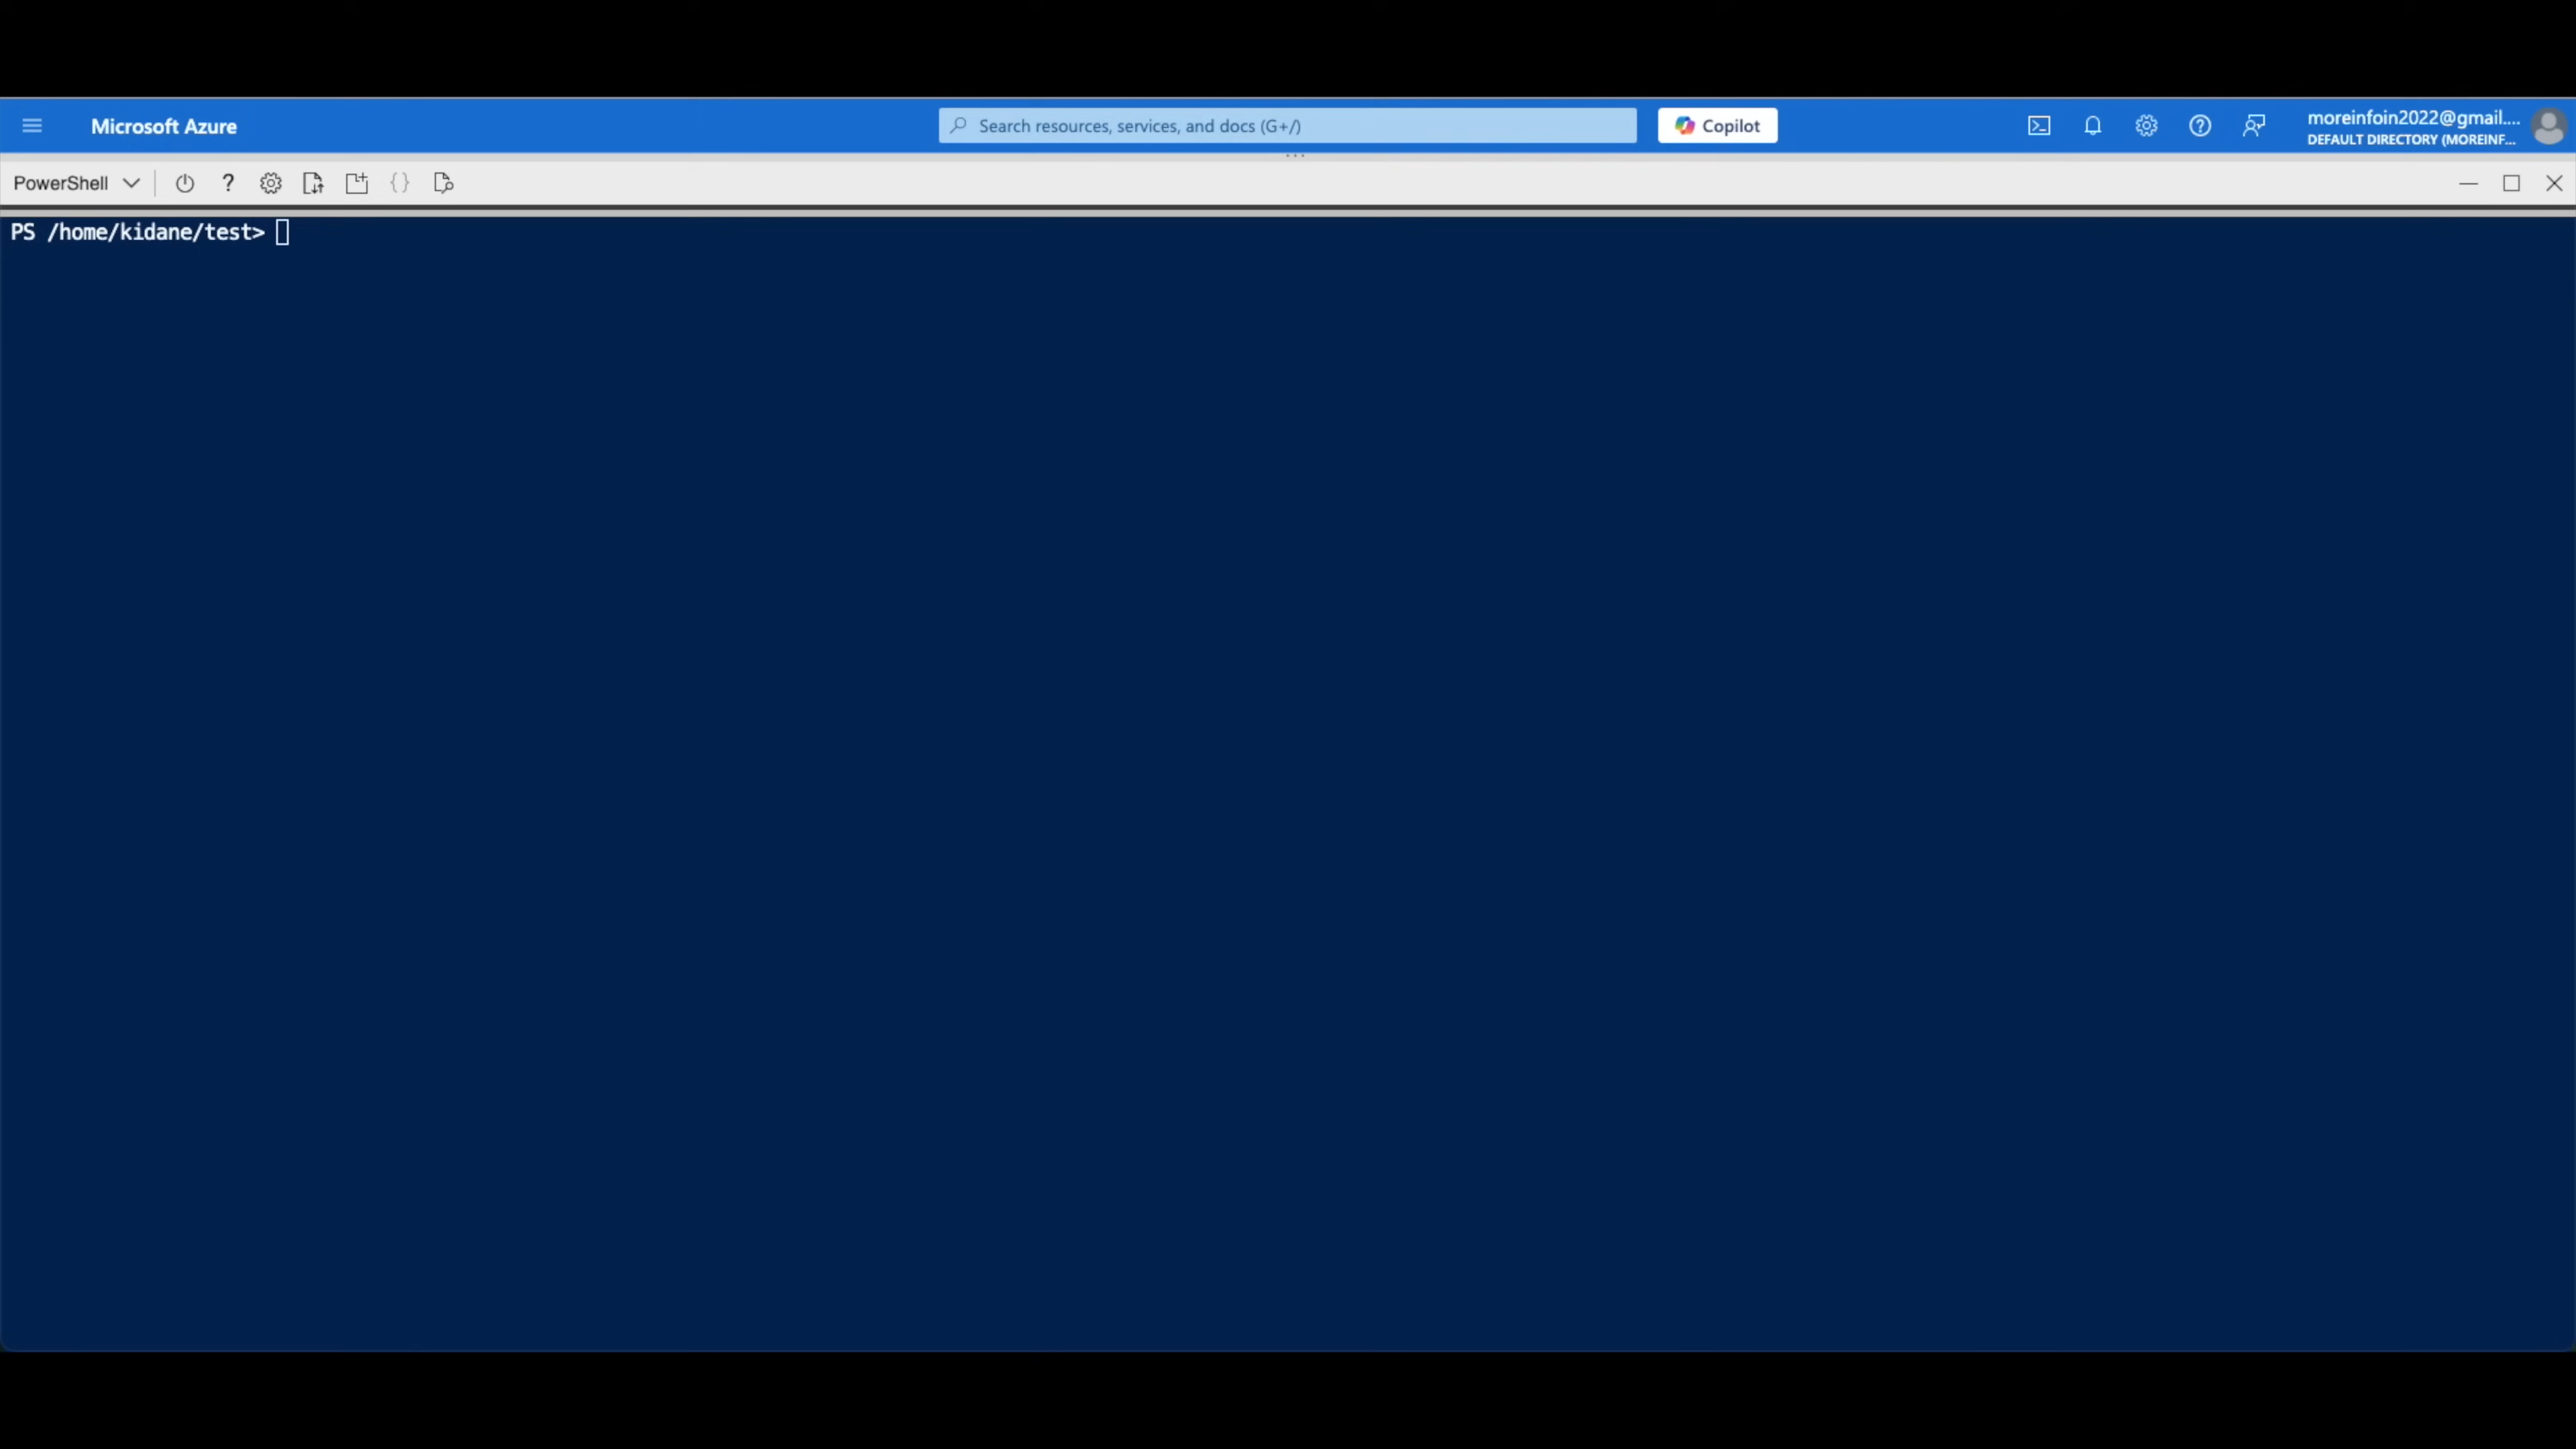 Microsoft Azure
Search resources, services, and docs (G+/)
Copilot
moreinfoin2022@gmail....
DEFAULT DIRECTORY (MOREINF...
PowerShell
PS /home/kidane/test>